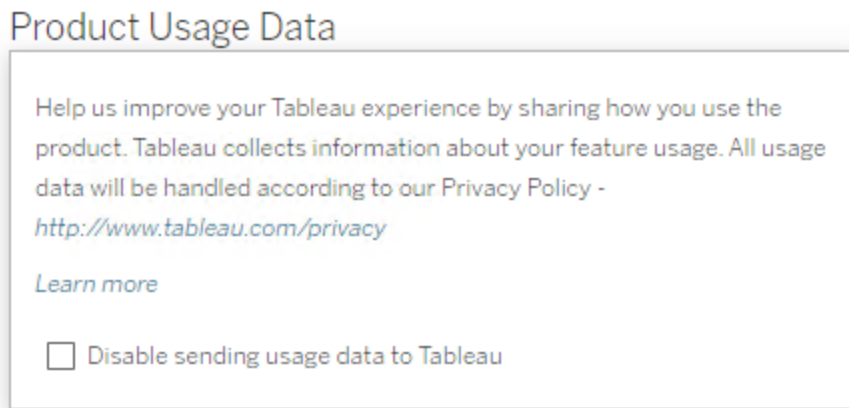 Product Usage Data
Help us improve your Tableau experience by sharing how you use the
product. Tableau collects information about your feature usage. All usage
data will be handled according to our Privacy Policy -
http://www.tableau.com/privacy
Learn more
Disable sending usage data to Tableau